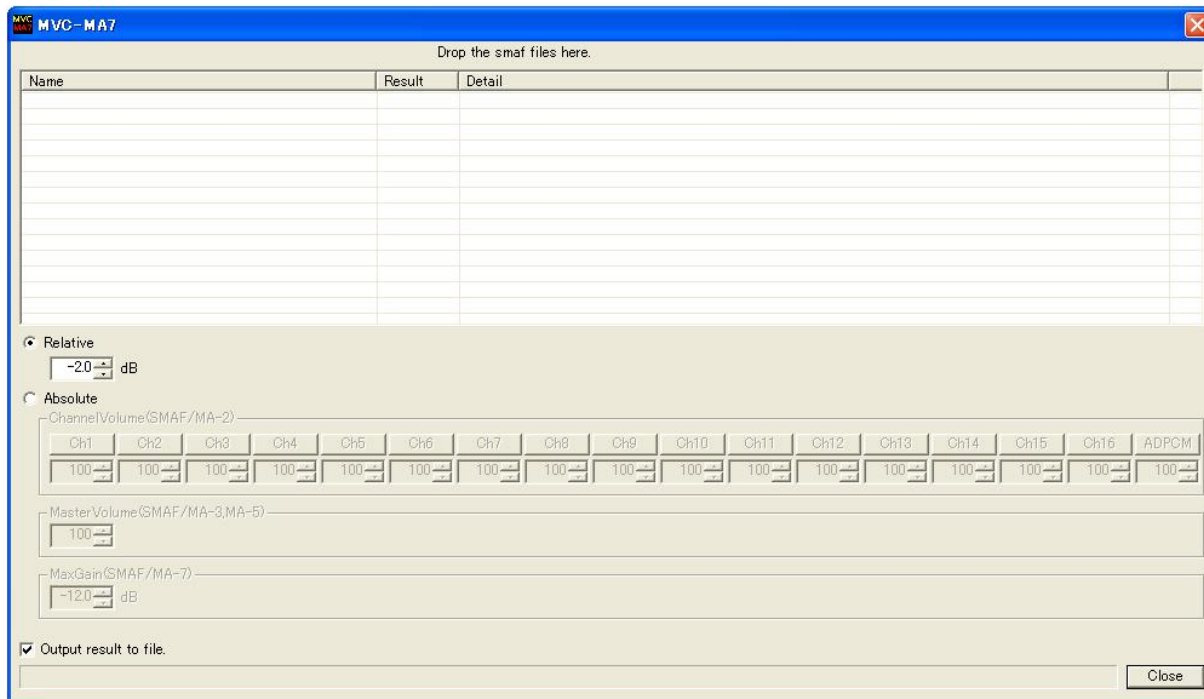 MVC MA7 MVC-MA7
Drop the smaf files here.
Name Result Detail
Relative
-2.0 dB
Absolute
ChannelVolume(SMAF/MA-2)
Ch1 Ch2 Ch3 Ch4 Ch5 Ch6 Ch7 Ch8 Ch9 Ch10 Ch11 Ch12 Ch13 Ch14 Ch15 Ch16 ADPCM
100 100 100 100 100 100 100 100 100 100 100 100 100 100 100 100 100
MasterVolume(SMAF/MA-3,MA-5)
100
MaxGain(SMAF/MA-7)
-12.0 dB
Output result to file.
Close